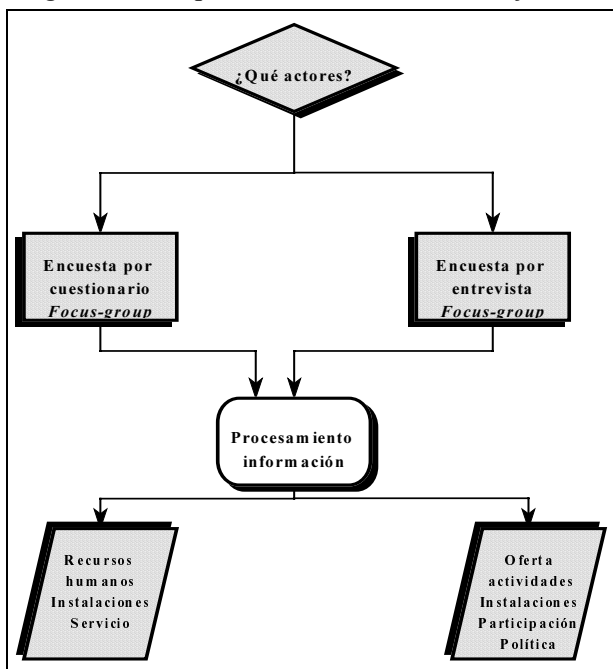 ¿Qué actores?
Encuesta por
cuestionario
Focus-group
Encuesta por
entrevista
Focus-group
Procesamiento
información
Recursos
humanos
Instalaciones
Servicio
Oferta
actividades
Instalaciones
Participación
Política